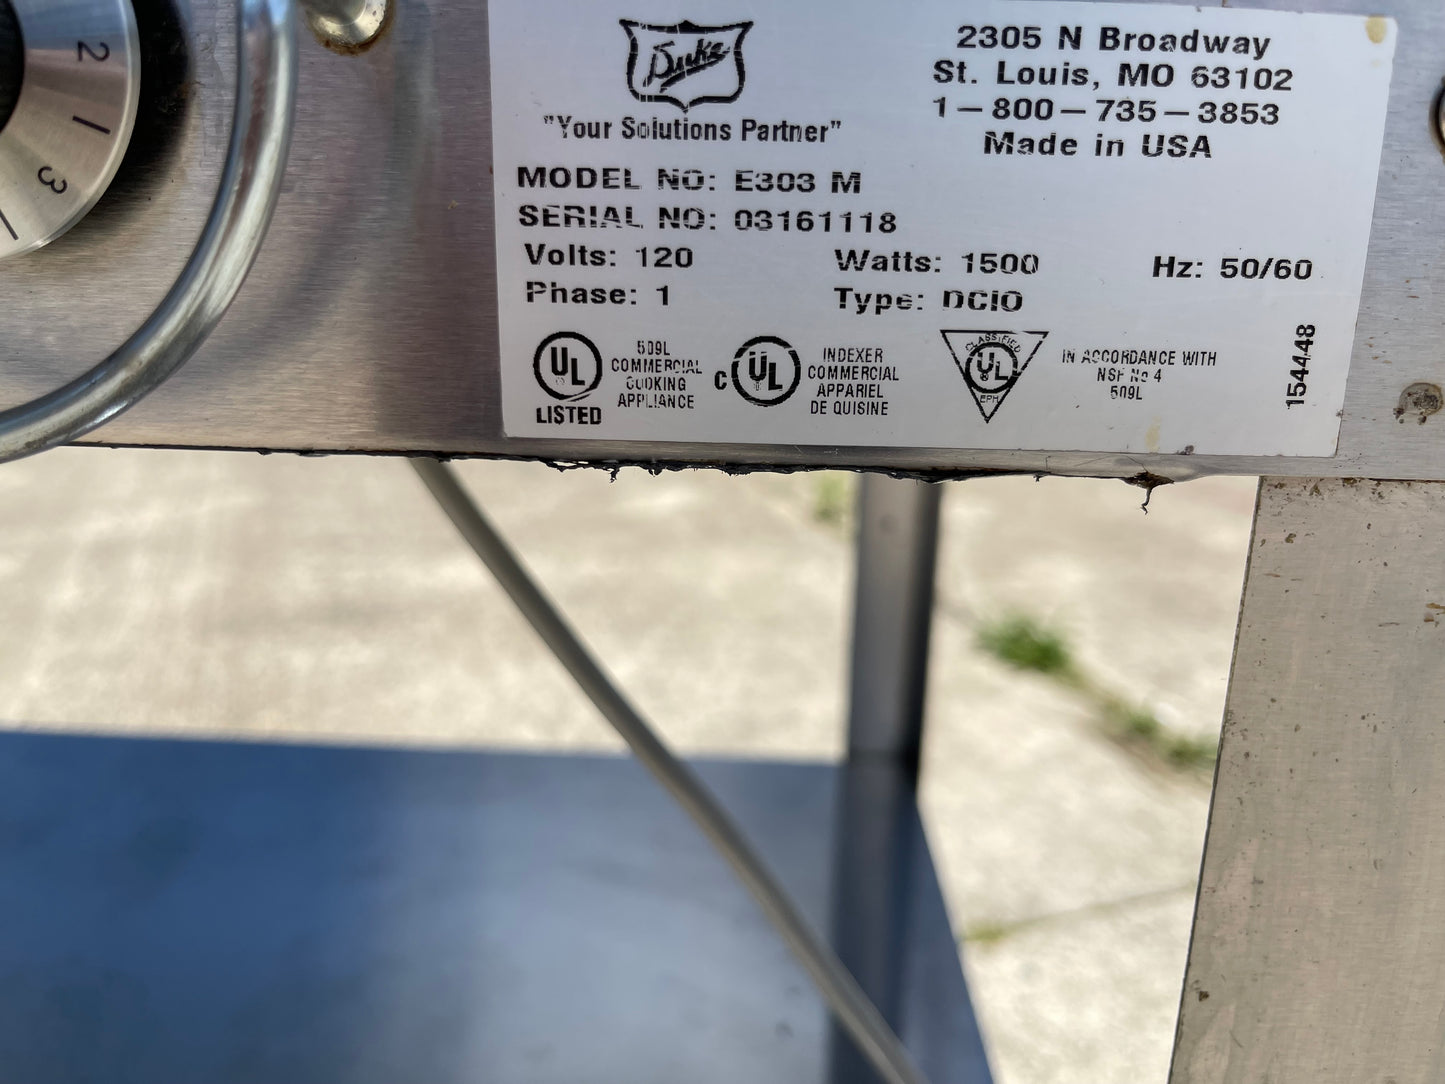 2
3
Duke
"Your Solutions Partner"
2305 N Broadway
St. Louis, MO 63102
1-800-735-3853
Made in USA
MODEL NO: E303 M
SERIAL NO: 03161118
Volts: 120 Watts: 1500 Hz: 50/60
Phase: 1 Type: DCIO
UL
LISTED
509L
COMMERCIAL
COOKING
APPLIANCE
C UL
INDEXER
COMMERCIAL
APPARIEL
DE QUISINE
CLASSIFIED
UL
EPH
IN ACCORDANCE WITH
NSF No 4
509L
154448